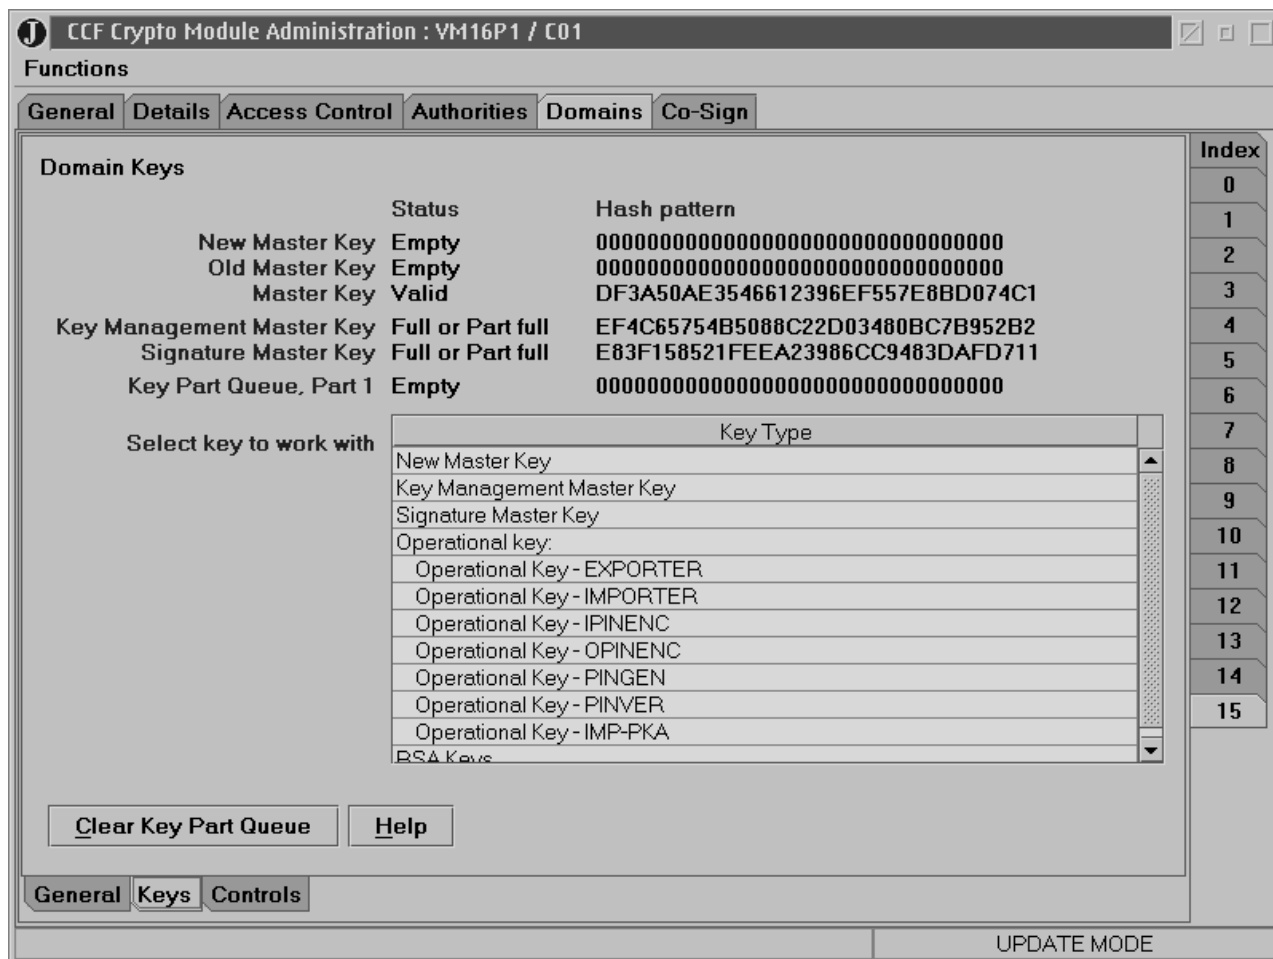 CCF Crypto Module Administration : VM16P1 / C01
Functions
General Details Access Control Authorities Domains Co-Sign
Index
0
1
2
3
4
5
6
7
8
9
10
11
12
13
14
15
Domain Keys
Status Hash pattern
New Master Key Empty 00000000000000000000000000000000
Old Master Key Empty 00000000000000000000000000000000
Master Key Valid DF3A50AE3546612396EF557E8BD074C1
Key Management Master Key Full or Part full EF4C65754B5088C22D03480BC7B952B2
Signature Master Key Full or Part full E83F158521FEEA23986CC9483DAFD711
Key Part Queue, Part 1 Empty 00000000000000000000000000000000
Select key to work with
Key Type
New Master Key
Key Management Master Key
Signature Master Key
Operational key:
Operational Key - EXPORTER
Operational Key - IMPORTER
Operational Key - IPINENC
Operational Key - OPINENC
Operational Key - PINGEN
Operational Key - PINVER
Operational Key - IMP-PKA
RSA Keys
Clear Key Part Queue Help
General Keys Controls
UPDATE MODE